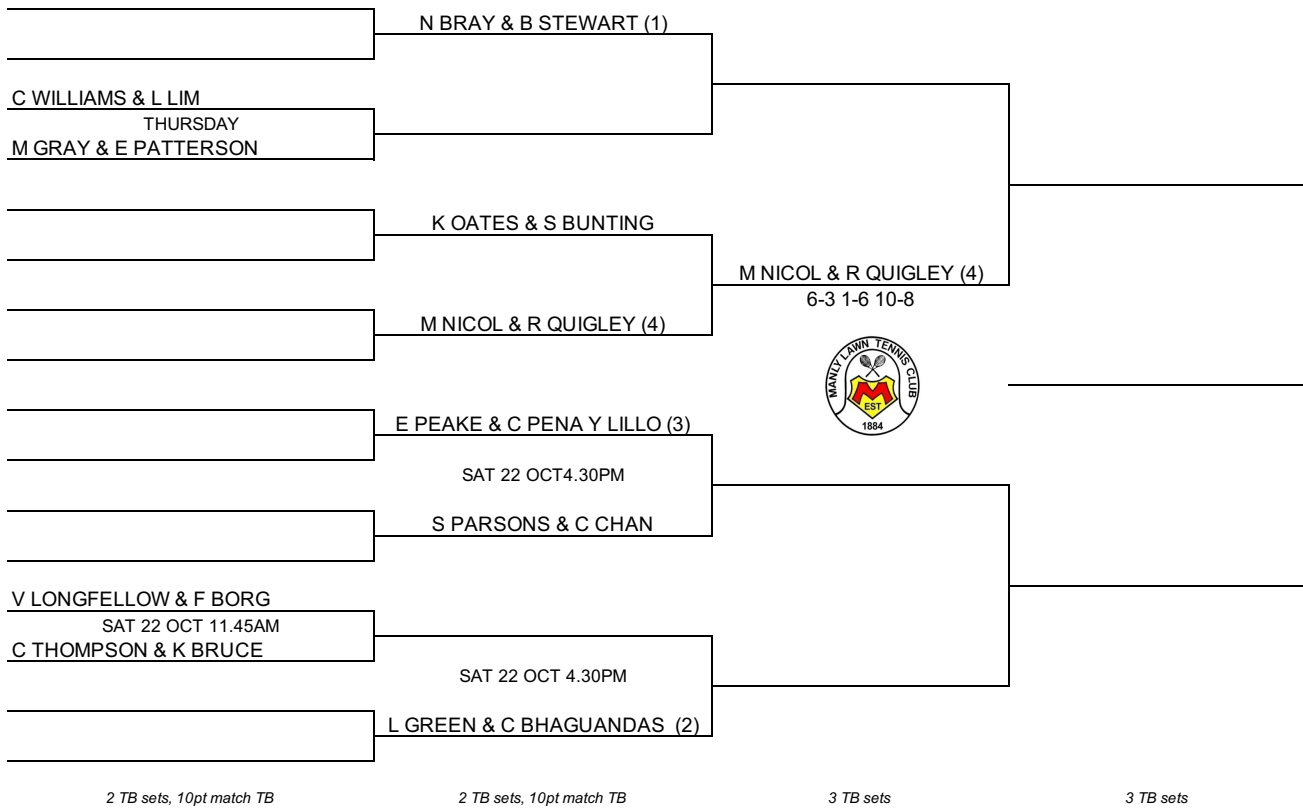 N BRAY & B STEWART (1)
C WILLIAMS & L LIM
THURSDAY
M GRAY & E PATTERSON
K OATES & S BUNTING
M NICOL & R QUIGLEY (4)
6-3 1-6 10-8
M NICOL & R QUIGLEY (4)
MANLY LAWN TENNIS CLUB
M
EST
1884
E PEAKE & C PENA Y LILLO (3)
SAT 22 OCT4.30PM
S PARSONS & C CHAN
V LONGFELLOW & F BORG
SAT 22 OCT 11.45AM
C THOMPSON & K BRUCE
SAT 22 OCT 4.30PM
L GREEN & C BHAGUANDAS (2)
2 TB sets, 10pt match TB
2 TB sets, 10pt match TB
3 TB sets
3 TB sets